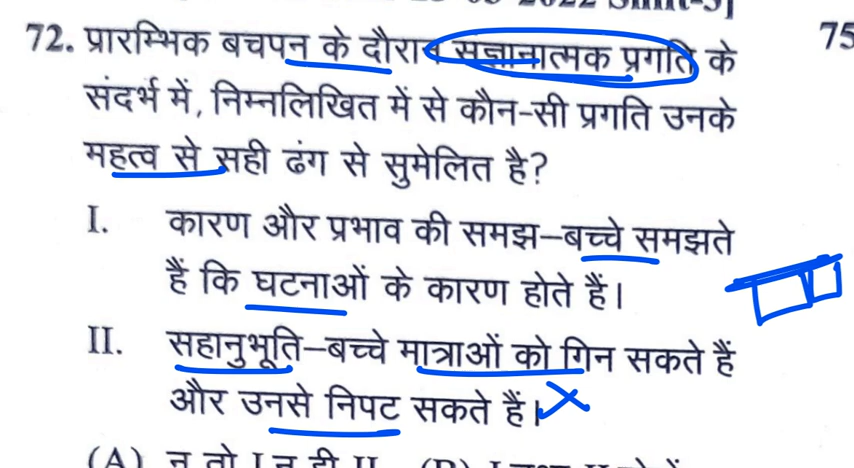 72. प्रारम्भिक बचपन के दौरान संज्ञानात्मक प्रगति के
75
संदर्भ में, निम्नलिखित में से कौन-सी प्रगति उनके
महत्व से सही ढंग से सुमेलित है?
I. कारण और प्रभाव की समझ–बच्चे समझते
हैं कि घटनाओं के कारण होते हैं।
II. सहानुभूति–बच्चे मात्राओं को गिन सकते हैं
और उनसे निपट सकते हैं।
(A) न तो I न ही II (B) I